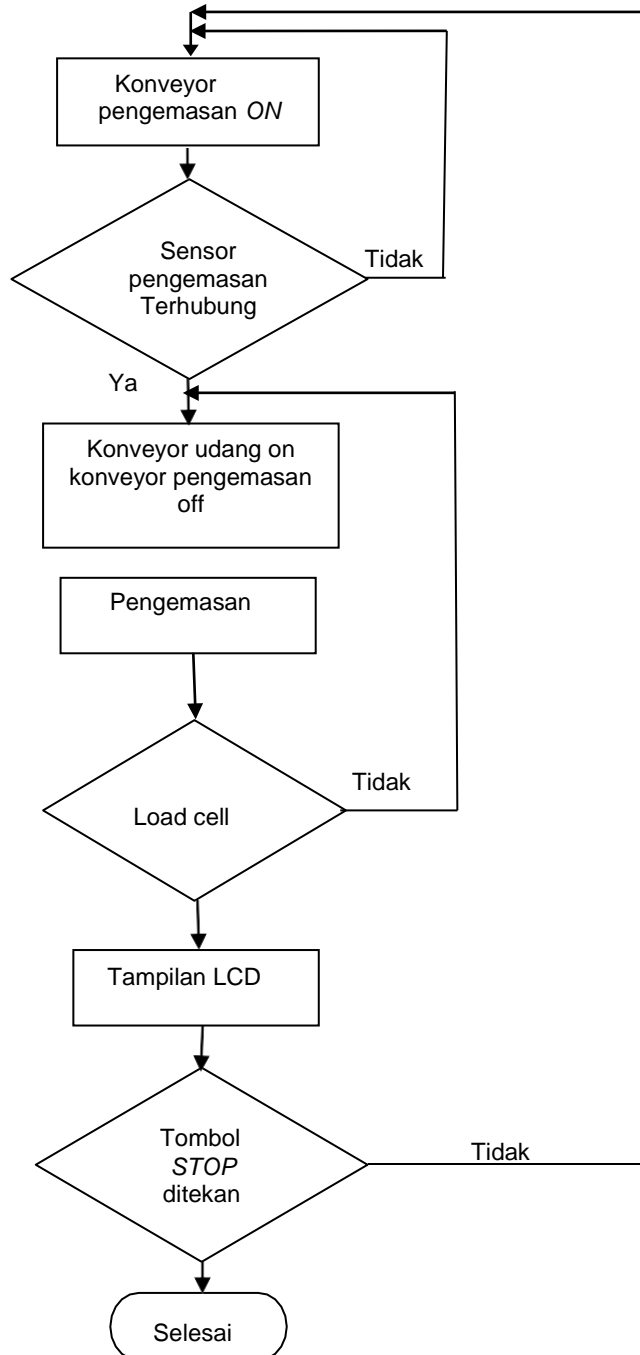 Konveyor
pengemasan ON
Sensor
pengemasan
Terhubung
Tidak
Ya
Konveyor udang on
konveyor pengemasan
off
Pengemasan
Tidak
Load cell
Tampilan LCD
Tombol
STOP
ditekan
Tidak
Selesai